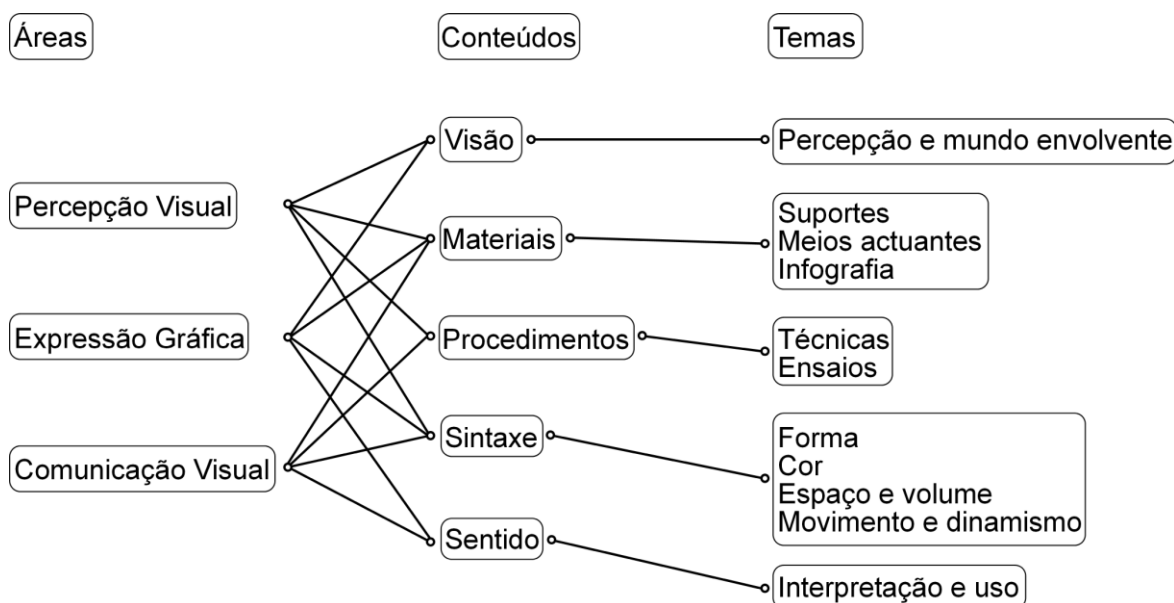 Áreas
Conteúdos
Temas
Percepção Visual
Expressão Gráfica
Comunicação Visual
Visão
Materiais
Procedimentos
Sintaxe
Sentido
Percepção e mundo envolvente
Suportes
Meios actuantes
Infografia
Técnicas
Ensaios
Forma
Cor
Espaço e volume
Movimento e dinamismo
Interpretação e uso